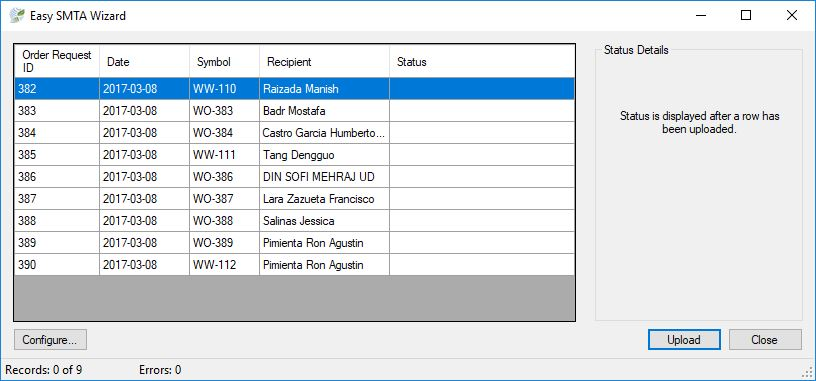 Easy SMTA Wizard
Order Request ID Date Symbol Recipient Status
382 2017-03-08 WW-110 Raizada Manish
383 2017-03-08 WO-383 Badr Mostafa
384 2017-03-08 WO-384 Castro Garcia Humberto...
385 2017-03-08 WW-111 Tang Dengguo
386 2017-03-08 WO-386 DIN SOFI MEHRAJ UD
387 2017-03-08 WO-387 Lara Zazueta Francisco
388 2017-03-08 WO-388 Salinas Jessica
389 2017-03-08 WO-389 Pimienta Ron Agustin
390 2017-03-08 WW-112 Pimienta Ron Agustin
Status Details
Status is displayed after a row has
been uploaded.
Configure... Upload Close
Records: 0 of 9 Errors: 0